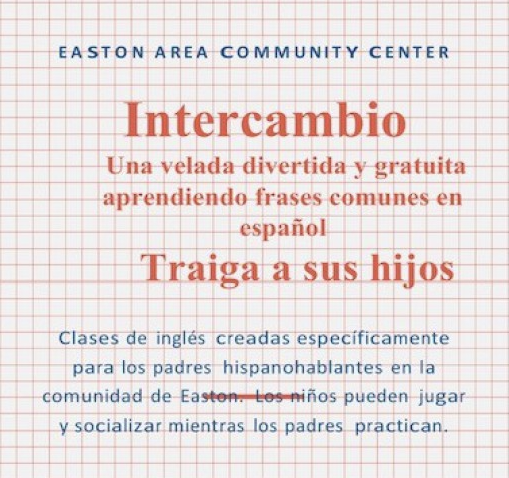 EASTON AREA COMMUNITY CENTER
Intercambio
Una velada divertida y gratuita
aprendiendo frases comunes en
español
Traiga a sus hijos
Clases de inglés creadas específicamente
para los padres hispanohablantes en la
comunidad de Easton. Los niños pueden jugar
y socializar mientras los padres practican.